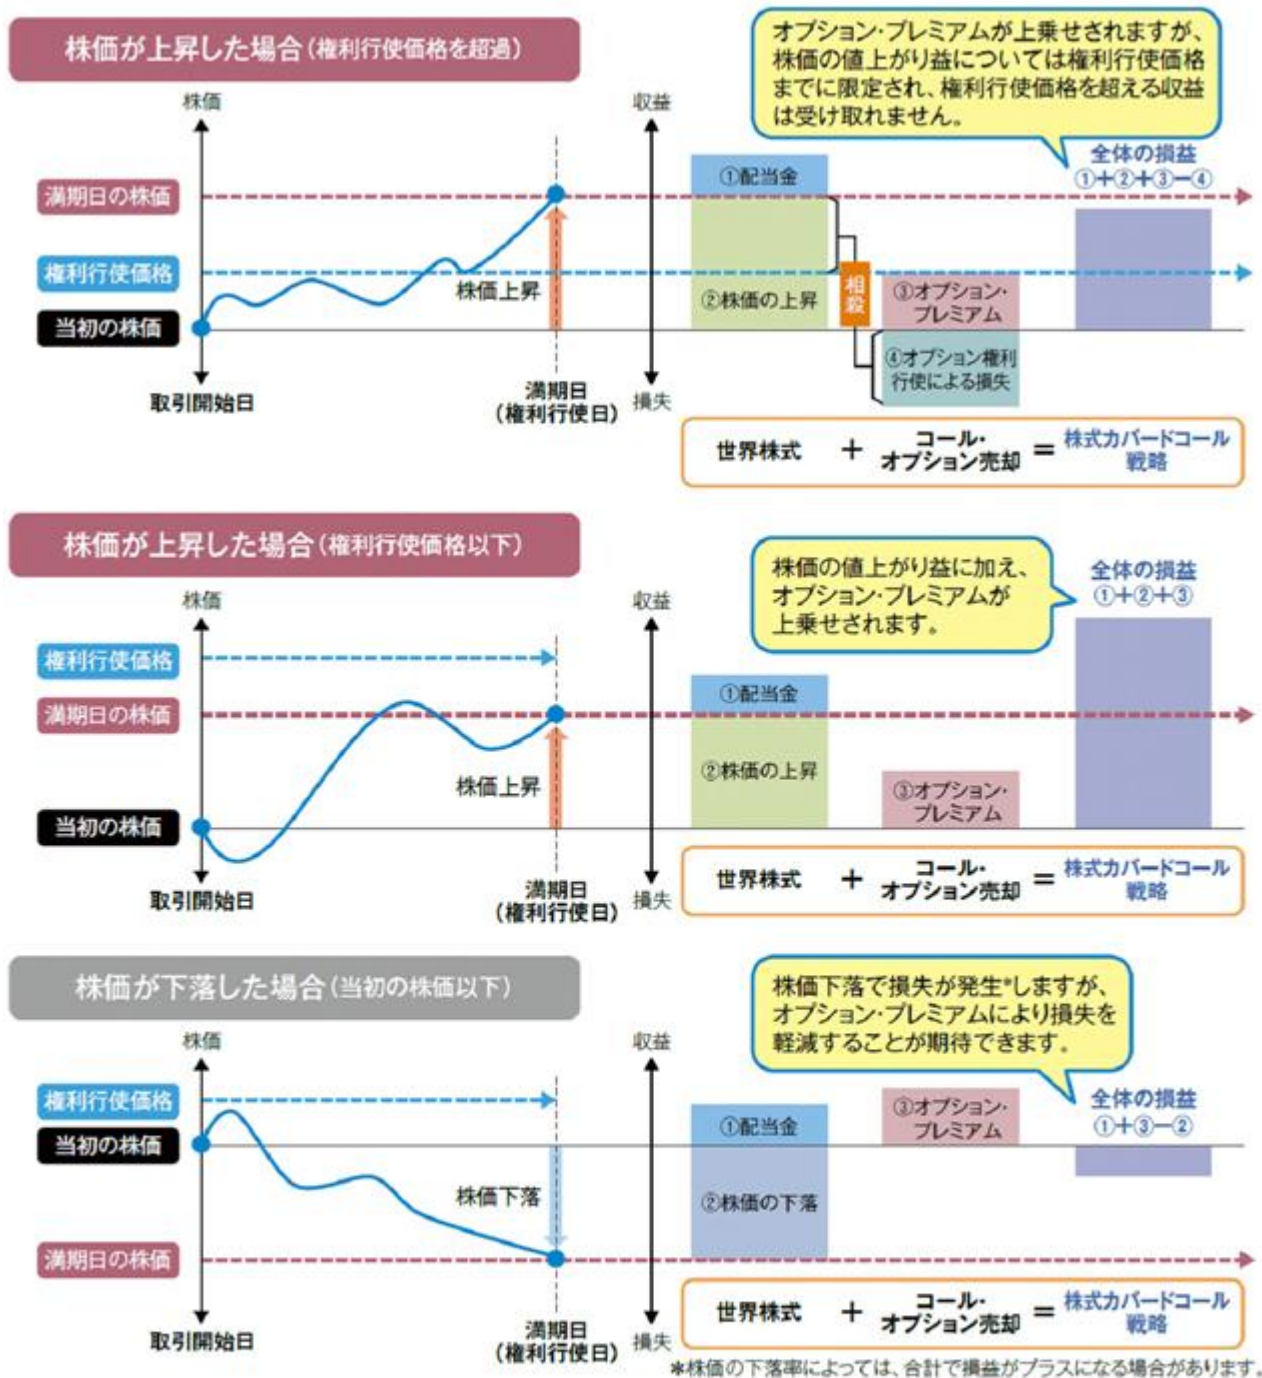 株価が上昇した場合(権利行使価格を超過)
オプション・プレミアムが上乗せされますが、
株価の値上がり益については権利行使価格
までに限定され、権利行使価格を超える収益
は受け取れません。
株価
収益
全体の損益
①+②+③−④
①配当金
満期日の株価
権利行使価格
株価上昇
②株価の上昇
相殺
③オプション・
プレミアム
当初の株価
④オプション権利
行使による損失
取引開始日
満期日
(権利行使日)
損失
世界株式 + コール・オプション売却 = 株式カバードコール戦略
株価が上昇した場合(権利行使価格以下)
株価の値上がり益に加え、
オプション・プレミアムが
上乗せされます。
株価
収益
全体の損益
①+②+③
権利行使価格
①配当金
満期日の株価
株価上昇
②株価の上昇
③オプション・
プレミアム
当初の株価
取引開始日
満期日
(権利行使日)
損失
世界株式 + コール・オプション売却 = 株式カバードコール戦略
株価が下落した場合(当初の株価以下)
株価下落で損失が発生*しますが、
オプション・プレミアムにより損失を
軽減することが期待できます。
株価
収益
全体の損益
①+③−②
権利行使価格
①配当金
③オプション・
プレミアム
当初の株価
株価下落
②株価の下落
満期日の株価
取引開始日
満期日
(権利行使日)
損失
世界株式 + コール・オプション売却 = 株式カバードコール戦略
*株価の下落率によっては、合計で損益がプラスになる場合があります。